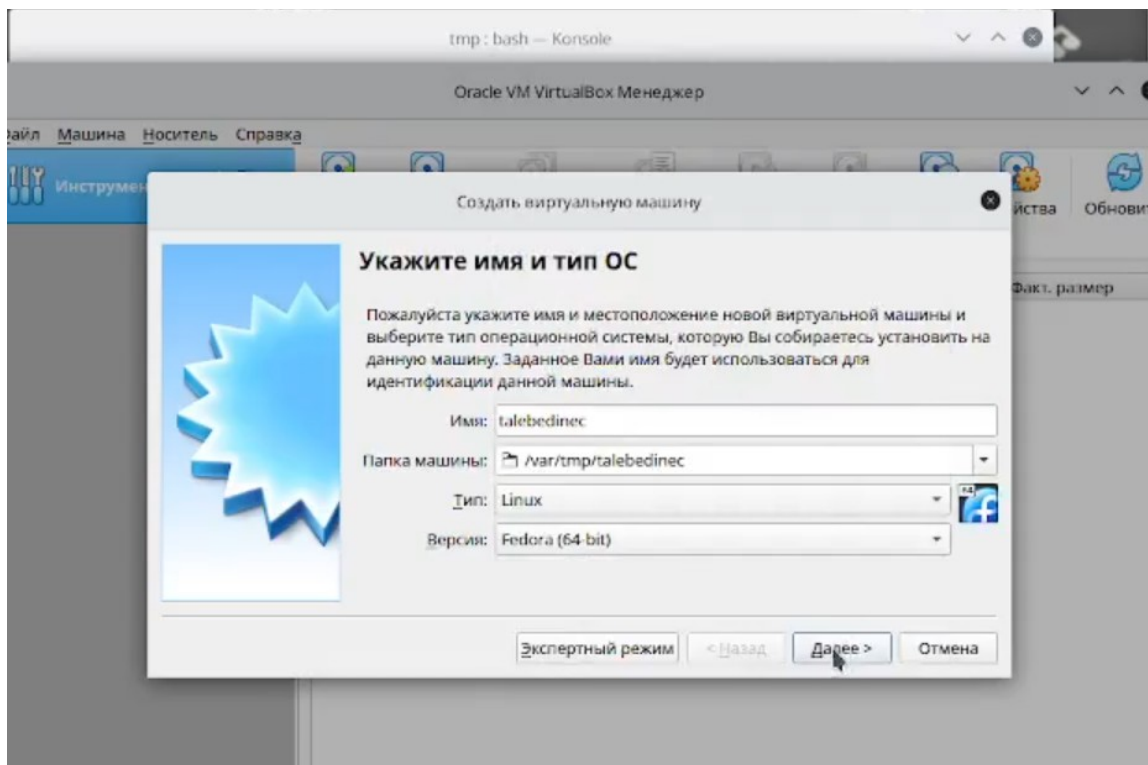 tmp : bash — Konsole
Oracle VM VirtualBox Менеджер
Файл Машина Носитель Справка
Создать виртуальную машину
Обновит
Укажите имя и тип ОС
Факт. размер
Пожалуйста укажите имя и местоположение новой виртуальной машины и
выберите тип операционной системы, которую Вы собираетесь установить на
данную машину. Заданное Вами имя будет использоваться для
идентификации данной машины.
Имя: talebedinec
Папка машины: /var/tmp/talebedinec
Тип: Linux
64
Версия: Fedora (64-bit)
Экспертный режим < Назад Далее > Отмена